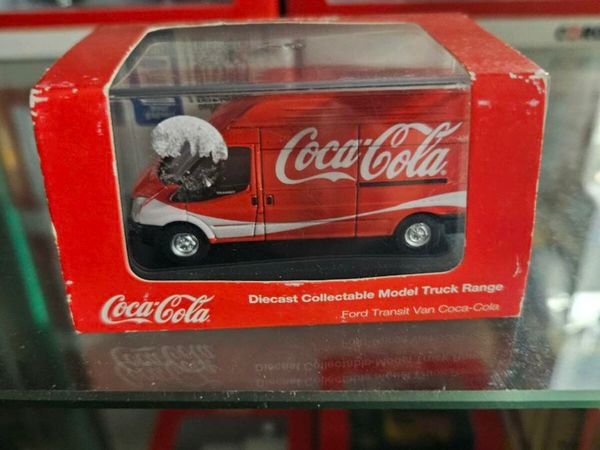 Coca-Cola
Coca-Cola
Diecast Collectable Model Truck Range
Ford Transit Van Coca-Cola